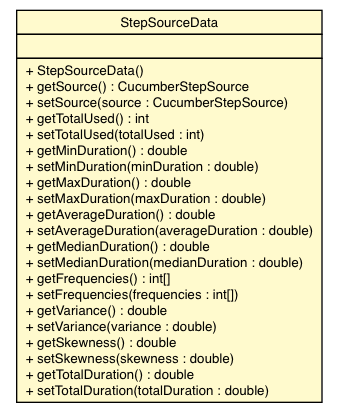 StepSourceData
+ StepSourceData()
+ getSource() : CucumberStepSource
+ setSource(source : CucumberStepSource)
+ getTotalUsed() : int
+ setTotalUsed(totalUsed : int)
+ getMinDuration() : double
+ setMinDuration(minDuration : double)
+ getMaxDuration() : double
+ setMaxDuration(maxDuration : double)
+ getAverageDuration() : double
+ setAverageDuration(averageDuration : double)
+ getMedianDuration() : double
+ setMedianDuration(medianDuration : double)
+ getFrequencies() : int[]
+ setFrequencies(frequencies : int[])
+ getVariance() : double
+ setVariance(variance : double)
+ getSkewness() : double
+ setSkewness(skewness : double)
+ getTotalDuration() : double
+ setTotalDuration(totalDuration : double)